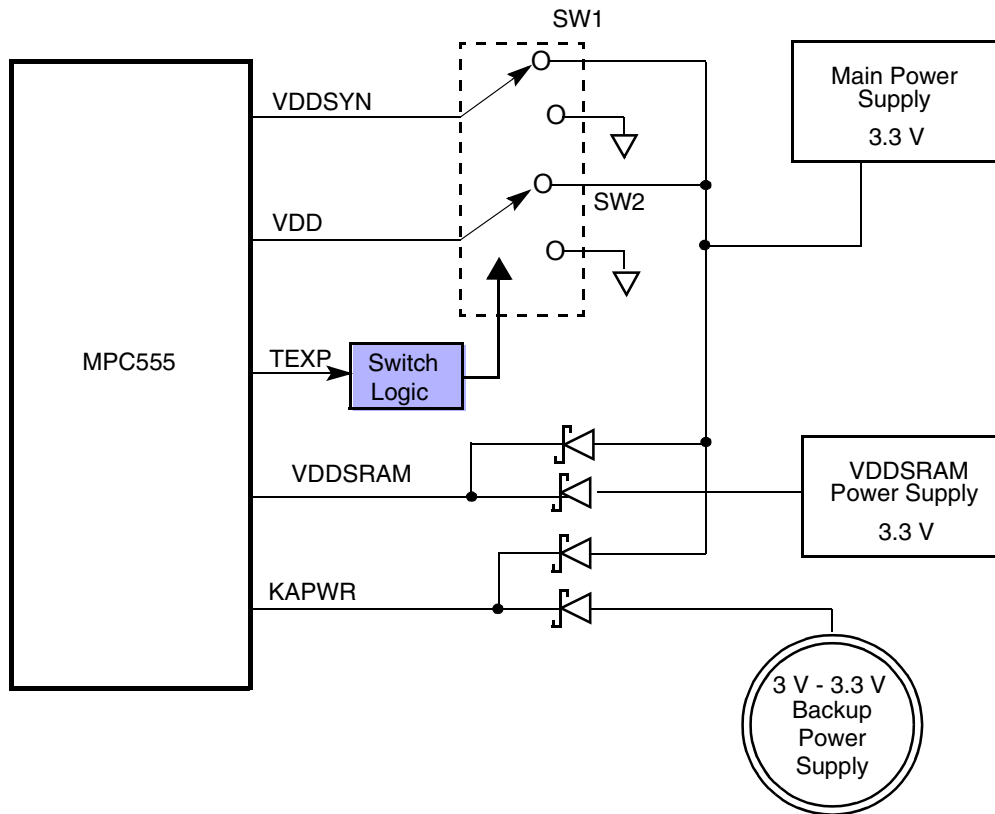 SW1
Main Power
Supply
3.3 V
VDDSYN
SW2
VDD
MPC555
TEXP
Switch
Logic
VDDSRAM
VDDSRAM
Power Supply
3.3 V
KAPWR
3 V - 3.3 V
Backup
Power
Supply